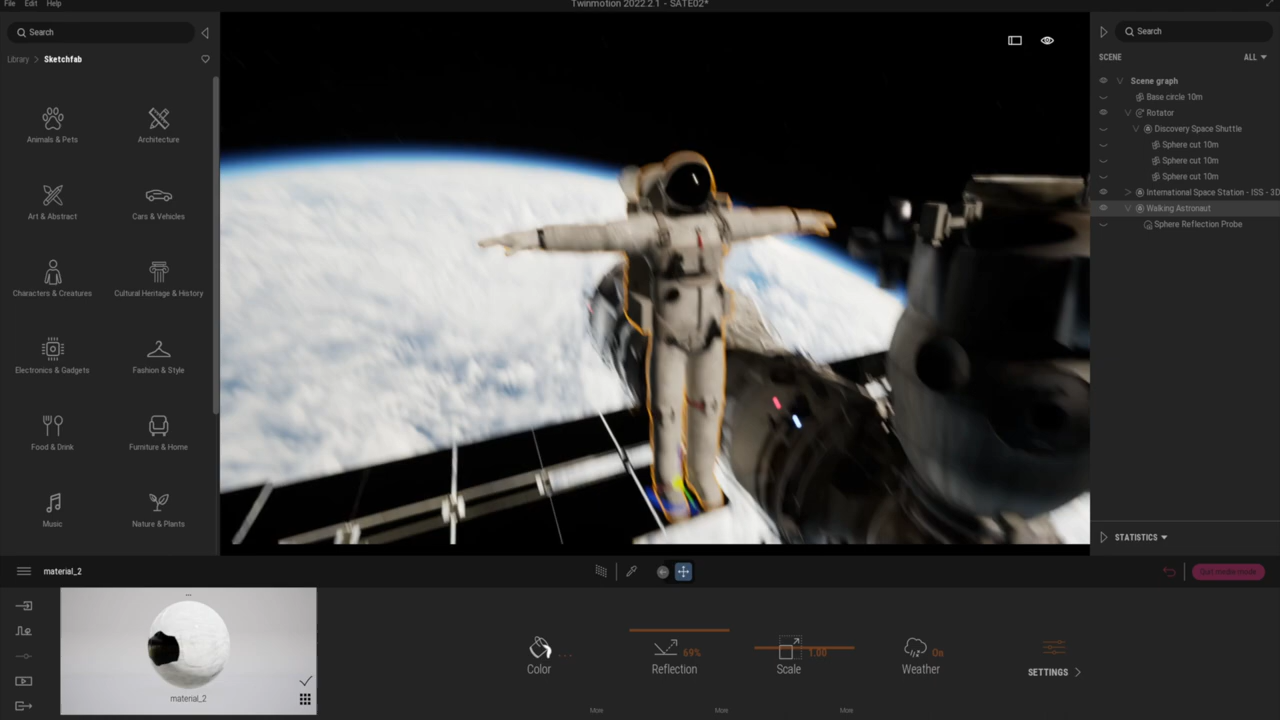 File Edit Help
Twinmotion 2022.2.1 - SATE02*
Search
Library > Sketchfab
Animals & Pets
Architecture
Art & Abstract
Cars & Vehicles
Characters & Creatures
Cultural Heritage & History
Electronics & Gadgets
Fashion & Style
Food & Drink
Furniture & Home
Music
Nature & Plants
Search
SCENE
ALL
Scene graph
Base circle 10m
Rotator
Discovery Space Shuttle
Sphere cut 10m
Sphere cut 10m
Sphere cut 10m
International Space Station - ISS - 3D
Walking Astronaut
Sphere Reflection Probe
STATISTICS
material_2
material_2
Color ...
Reflection 69%
Scale 1.00
Weather On
SETTINGS
More
More
More